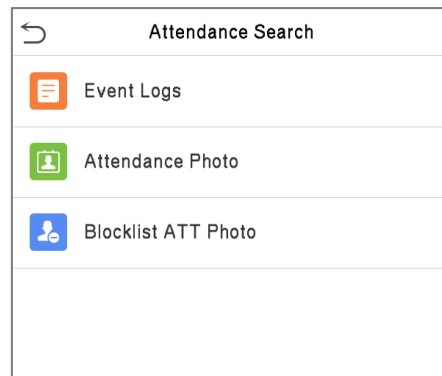 Attendance Search
Event Logs
Attendance Photo
Blocklist ATT Photo